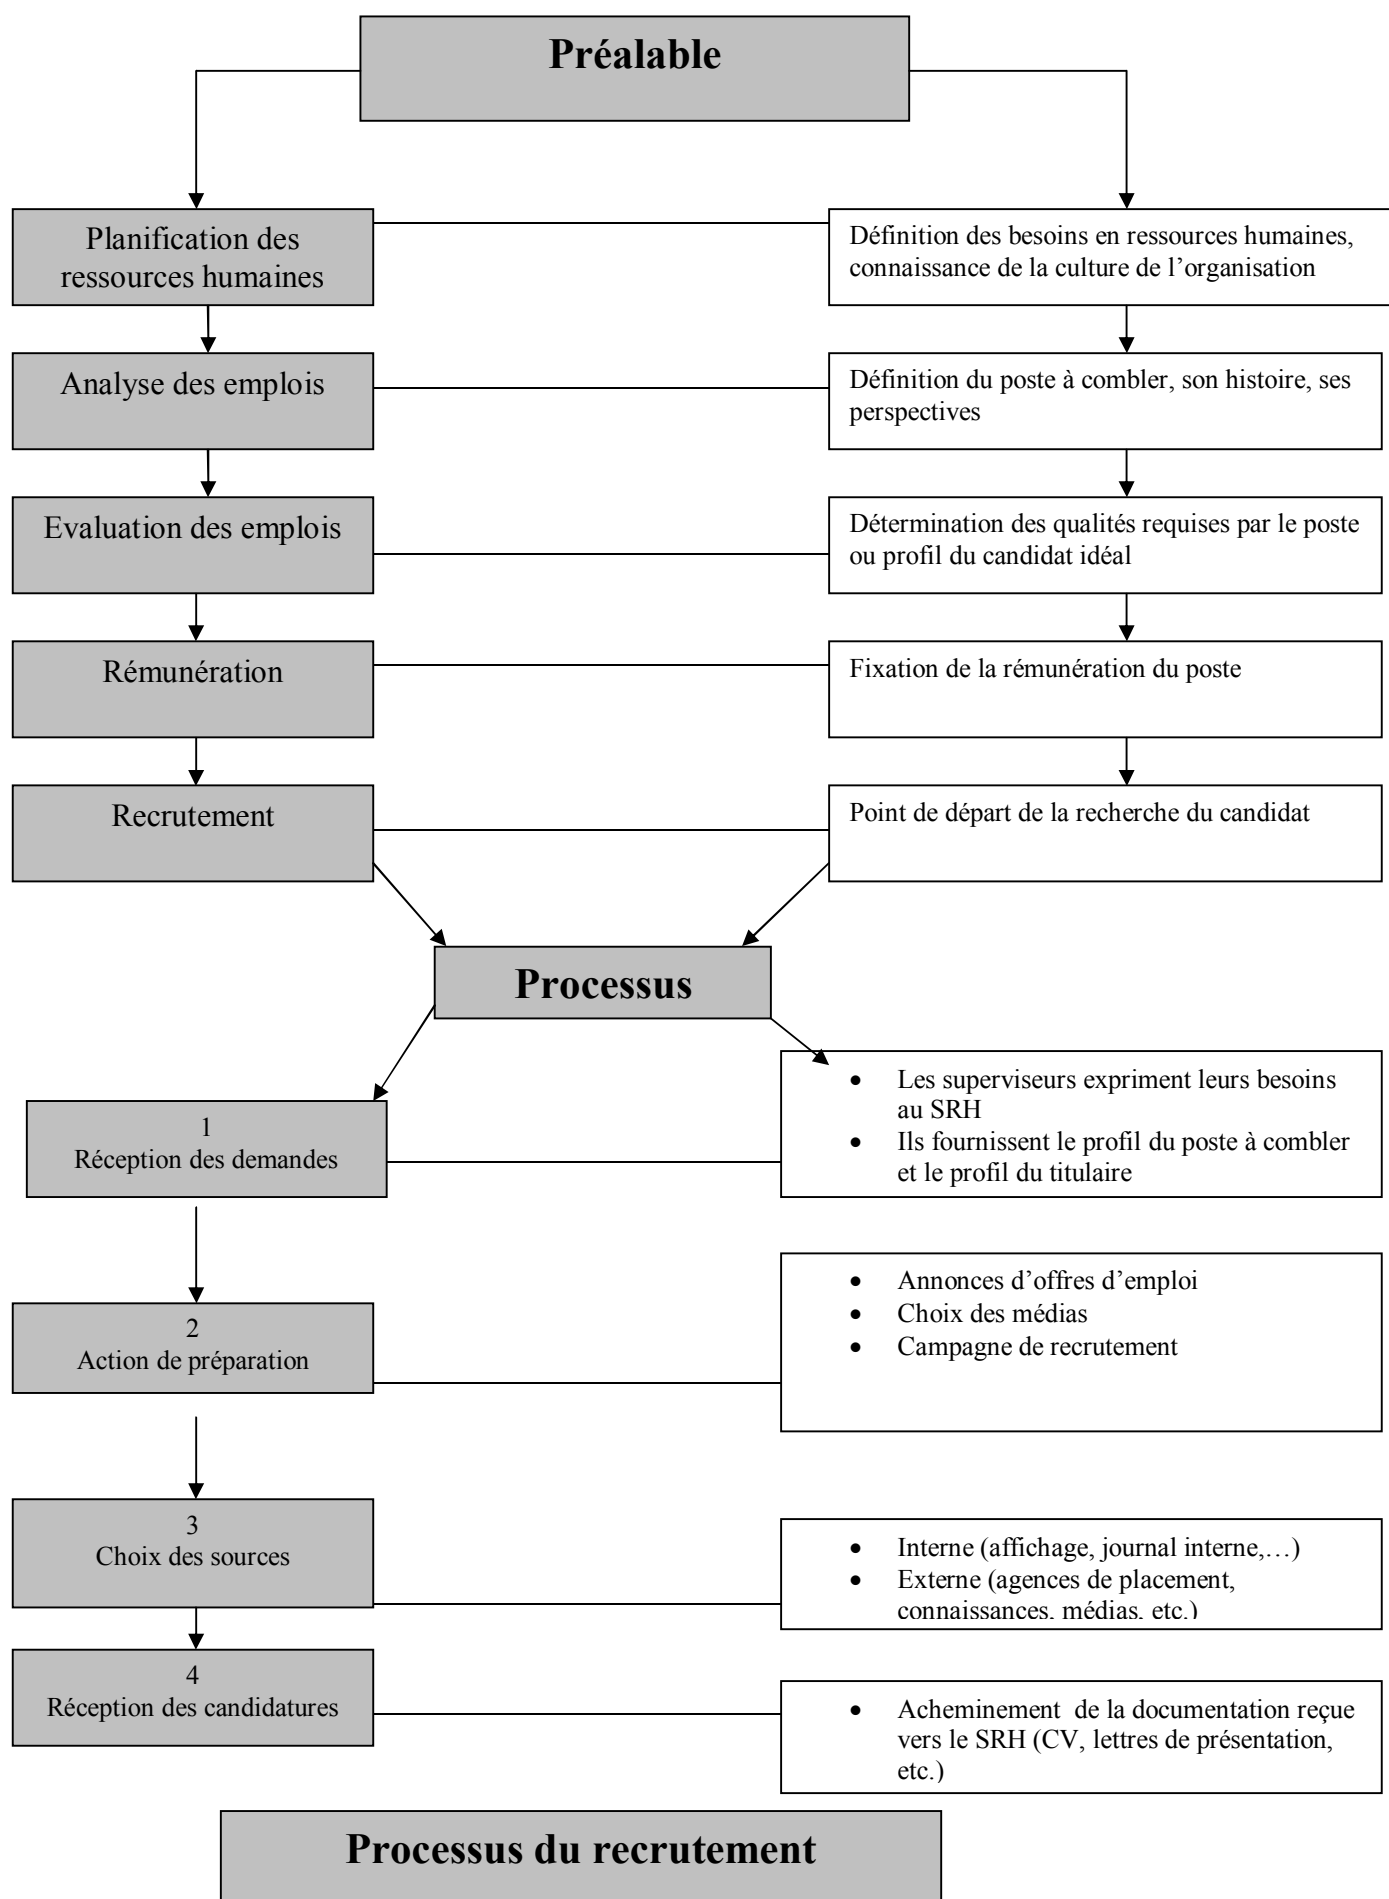 Préalable
Planification des
ressources humaines
Définition des besoins en ressources humaines,
connaissance de la culture de l’organisation
Analyse des emplois
Définition du poste à combler, son histoire, ses
perspectives
Evaluation des emplois
Détermination des qualités requises par le poste
ou profil du candidat idéal
Rémunération
Fixation de la rémunération du poste
Recrutement
Point de départ de la recherche du candidat
Processus
1
Réception des demandes
• Les superviseurs expriment leurs besoins
au SRH
• Ils fournissent le profil du poste à combler
et le profil du titulaire
2
Action de préparation
• Annonces d’offres d’emploi
• Choix des médias
• Campagne de recrutement
3
Choix des sources
• Interne (affichage, journal interne,…)
• Externe (agences de placement,
connaissances, médias, etc.)
4
Réception des candidatures
• Acheminement de la documentation reçue
vers le SRH (CV, lettres de présentation,
etc.)
Processus du recrutement